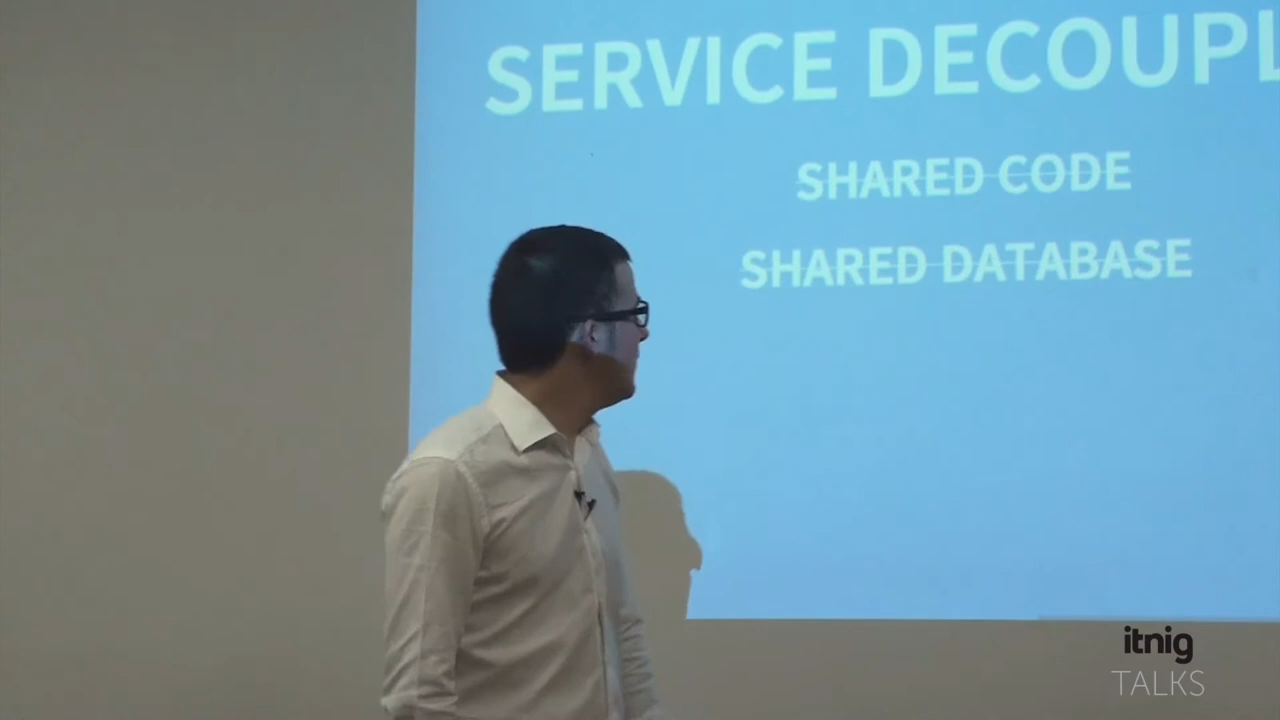 SERVICE DECOUPL
SHARED CODE
SHARED DATABASE
itnig
TALKS